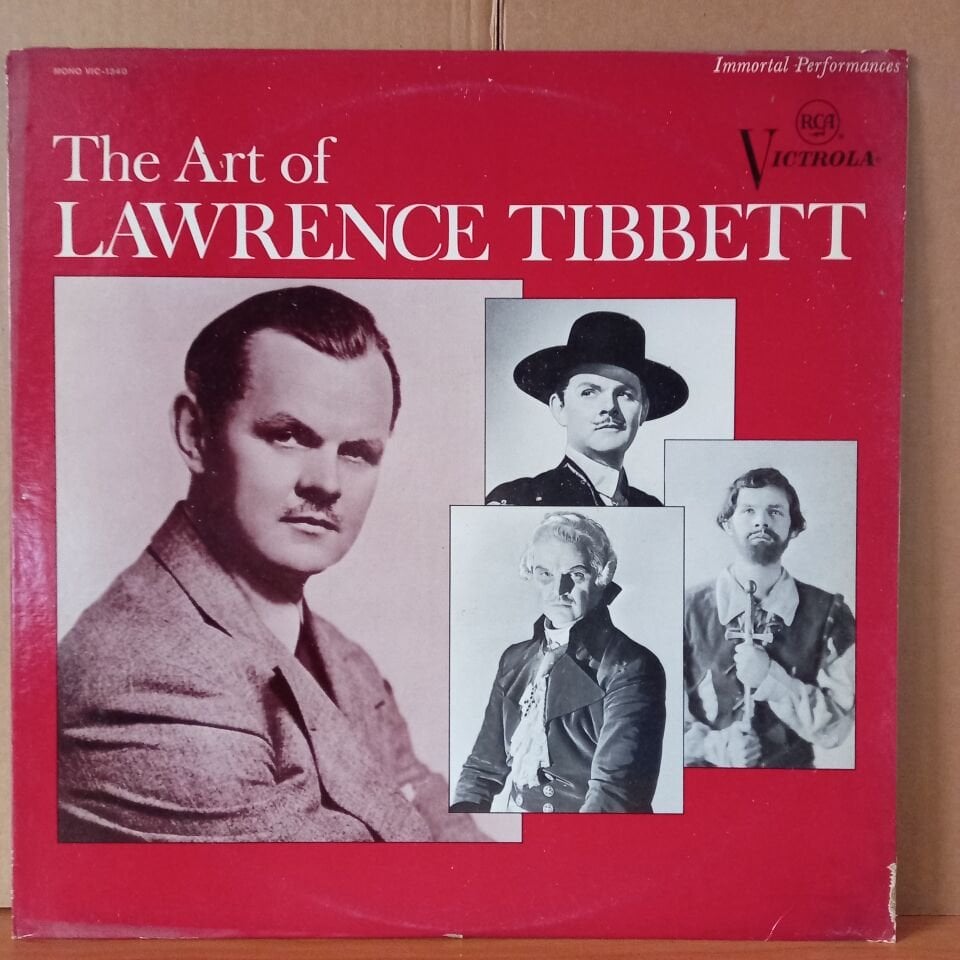 MONO VIC-1340
Immortal Performances
RCA
VICTROLA
The Art of
LAWRENCE TIBBETT